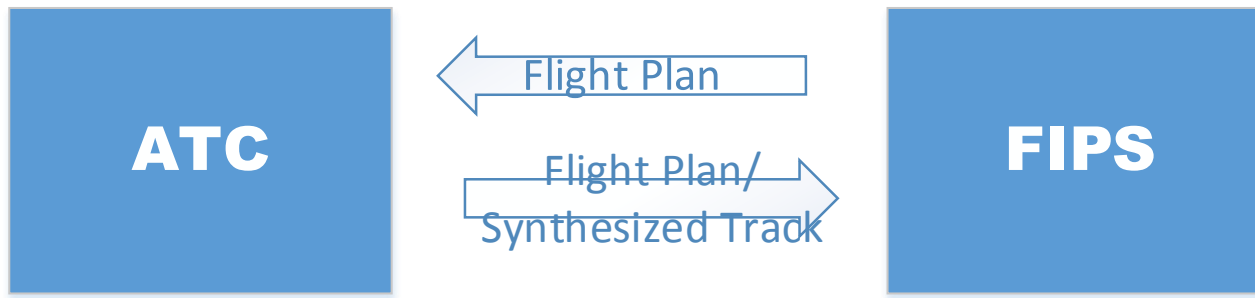 ATC
Flight Plan
Flight Plan/
Synthesized Track
FIPS